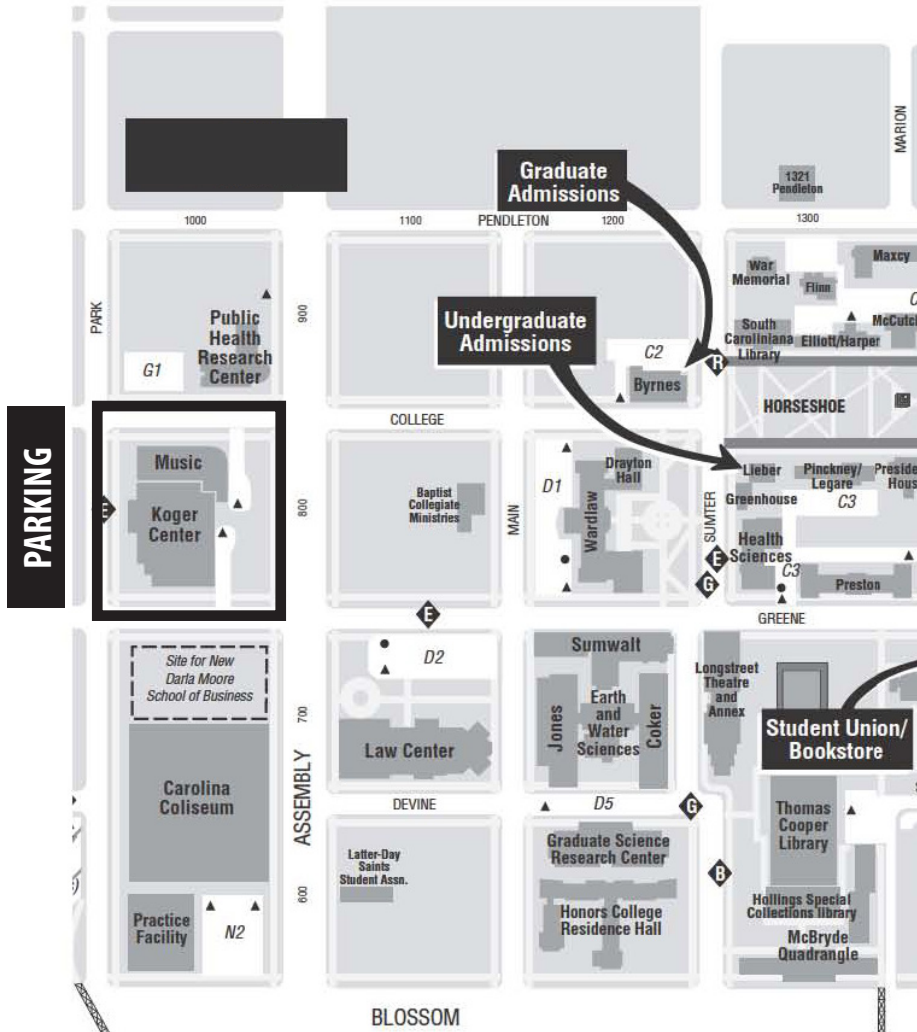 MARION
Graduate
Admissions
1321
Pendleton
1000
1100
PENDLETON
1200
1300
PARK
900
Public
Health
Research
Center
G1
Undergraduate
Admissions
C2
Byrnes
R
War
Memorial
Flinn
Maxcy
C
South
Caroliniana
Library
Elliott/Harper
McCutch
HORSESHOE
COLLEGE
PARKING
Music
Koger
Center
E
800
Baptist
Collegiate
Ministries
MAIN
D1
Wardlaw
Drayton
Hall
SUMTER
Lieber
Greenhouse
Pinckney/
Legare
Preside
Hous
C3
Health
Sciences
E
G
C3
Preston
GREENE
E
D2
Site for New
Darla Moore
School of Business
700
Law Center
Sumwalt
Jones
Earth
and
Water
Sciences
Coker
Longstreet
Theatre
and
Annex
Student Union/
Bookstore
Carolina
Coliseum
ASSEMBLY
DEVINE
D5
G
Thomas
Cooper
Library
Latter-Day
Saints
Student Assn.
600
Graduate Science
Research Center
B
Honors College
Residence Hall
Hollings Special
Collections library
McBryde
Quadrangle
Practice
Facility
N2
BLOSSOM